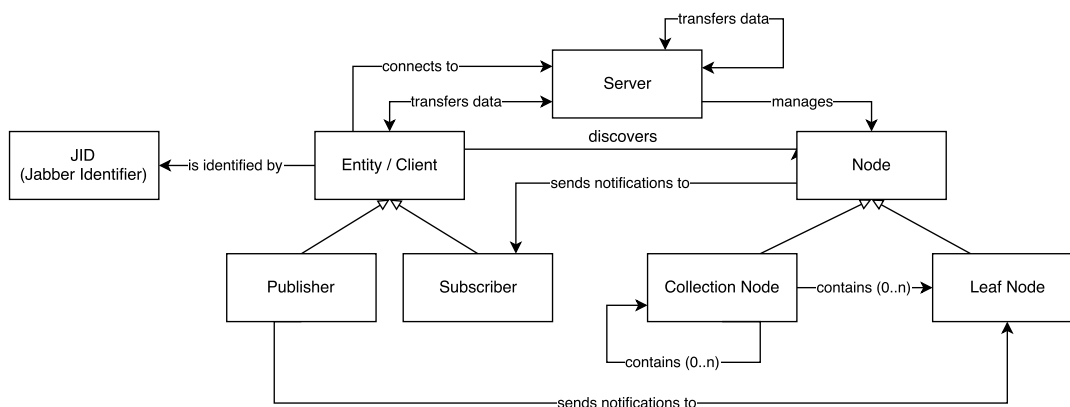 transfers data
connects to
Server
transfers data
manages
discovers
JID
(Jabber Identifier)
is identified by
Entity / Client
Node
sends notifications to
Publisher
Subscriber
Collection Node
contains (0..n)
Leaf Node
contains (0..n)
sends notifications to